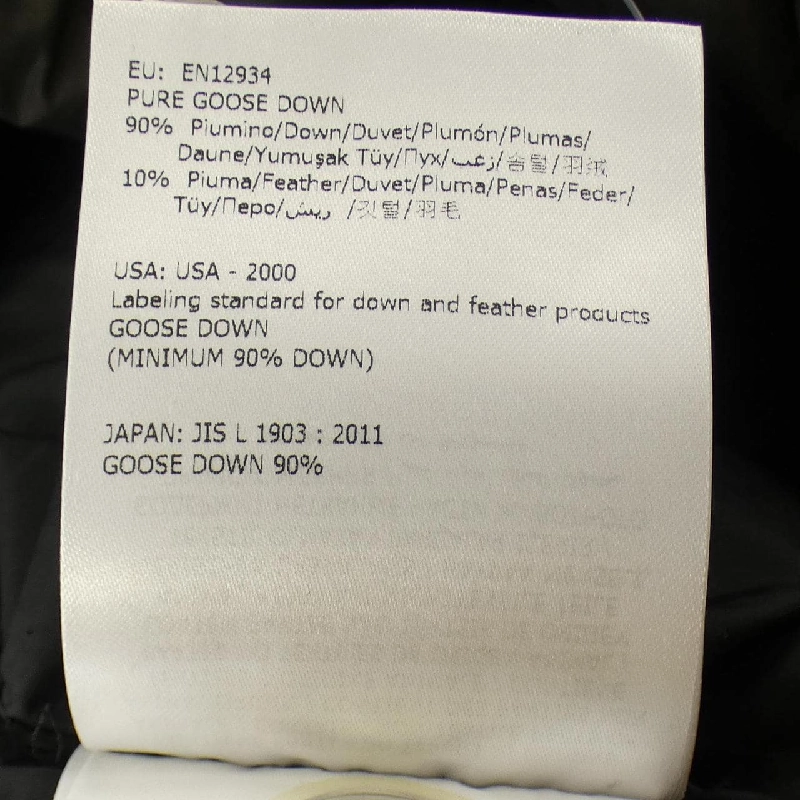 EU: EN12934
PURE GOOSE DOWN
90% Piumino/Down/Duvet/Plumón/Plumas/
Daune/Yumuşak Tüy/Пух/زغب/솜털/羽绒
10% Piuma/Feather/Duvet/Pluma/Penas/Feder/
Tüy/Перо/ريش /깃털/羽毛
USA: USA - 2000
Labeling standard for down and feather products
GOOSE DOWN
(MINIMUM 90% DOWN)
JAPAN: JIS L 1903 : 2011
GOOSE DOWN 90%